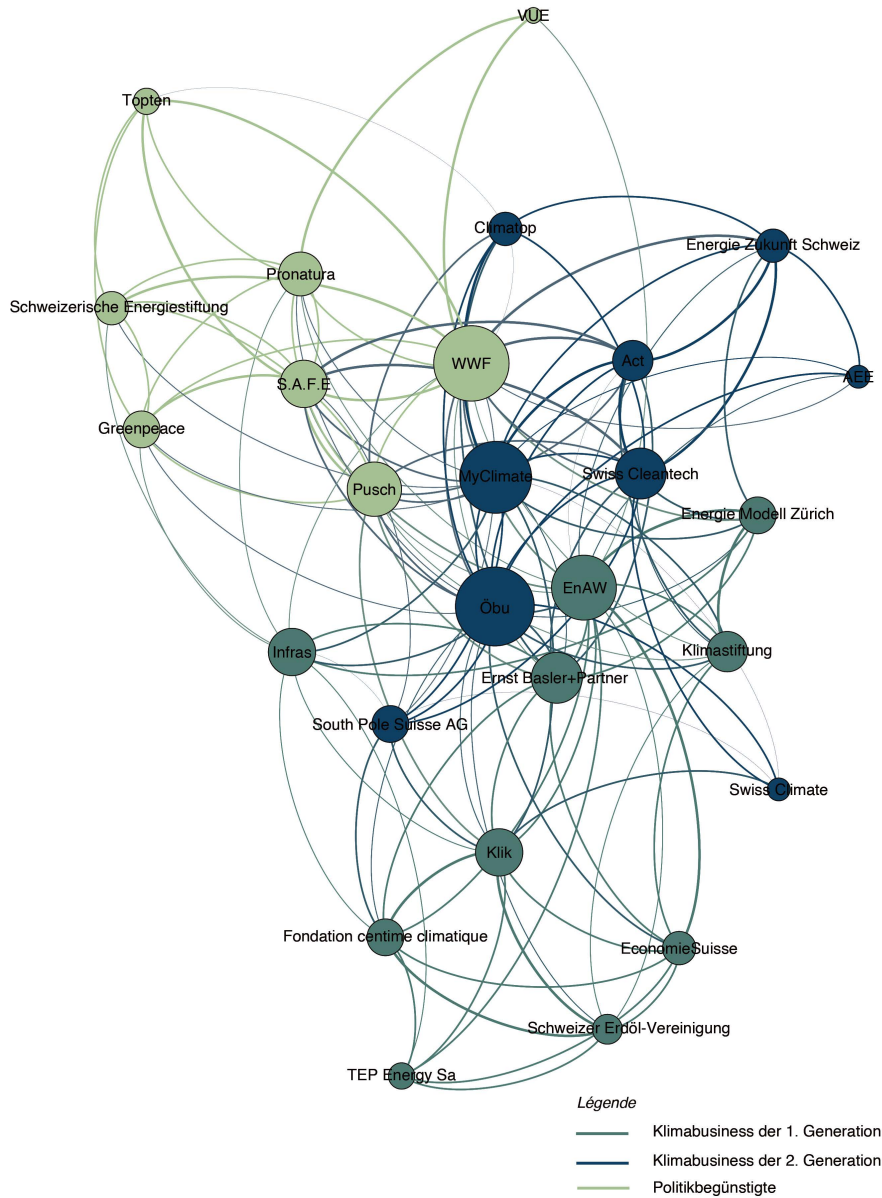 VUE
Topten
Climatop
Energie Zukunft Schweiz
Pronatura
Schweizerische Energiestiftung
WWF
Act
AEE
S.A.F.E
Greenpeace
MyClimate
Swiss Cleantech
Pusch
Energie Modell Zürich
EnAW
Öbu
Infras
Klimastiftung
Ernst Basler+Partner
South Pole Suisse AG
Swiss Climate
Klik
Fondation centime climatique
EconomieSuisse
Schweizer Erdöl-Vereinigung
TEP Energy Sa
Légende
Klimabusiness der 1. Generation
Klimabusiness der 2. Generation
Politikbegünstigte